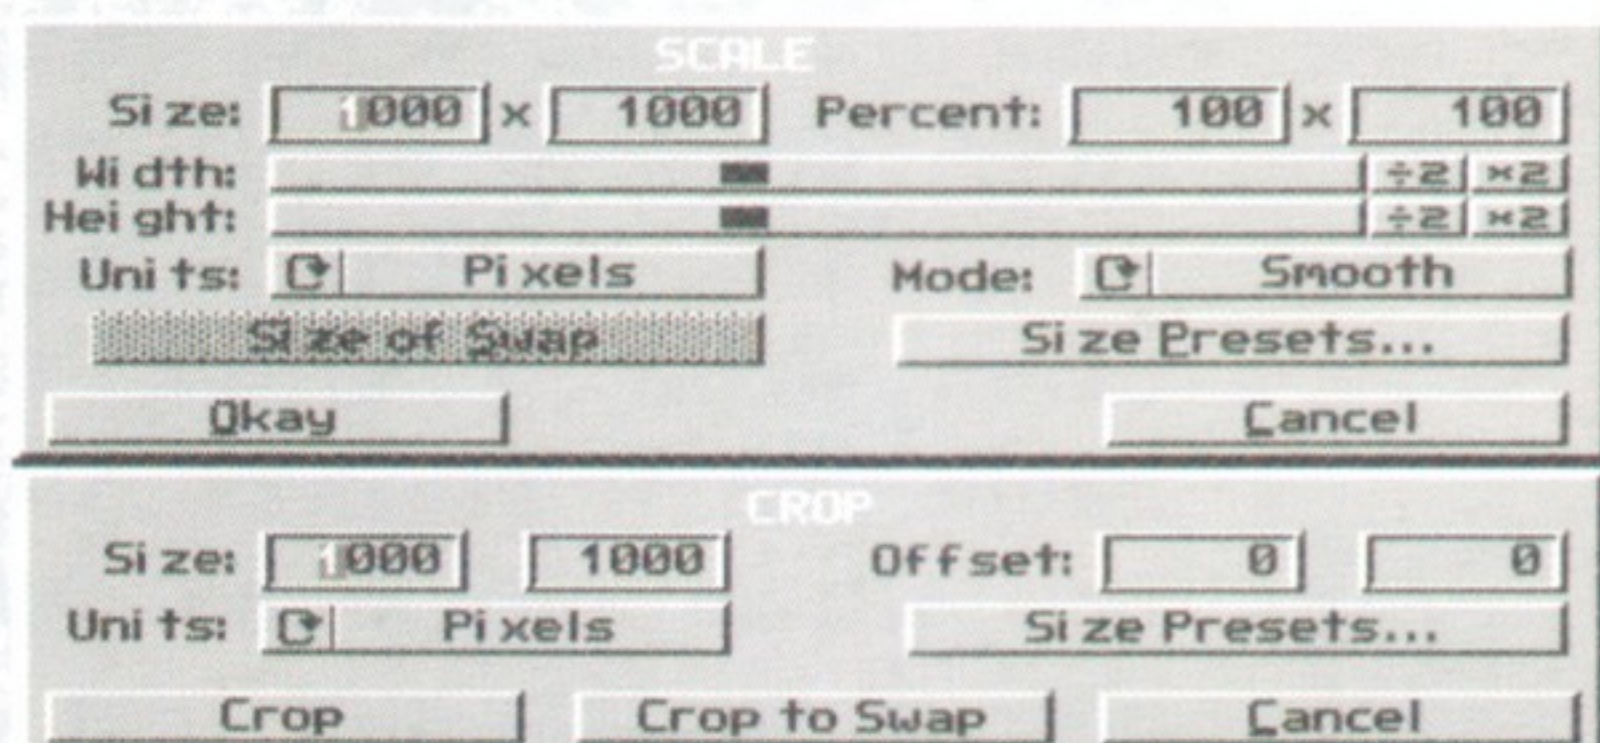 SCALE
Size: 1000 x 1000 Percent: 100 x 100
Width: ÷2 ×2
Height: ÷2 ×2
Units: Pixels Mode: Smooth
Size of Swap Size Presets...
Okay Cancel
CROP
Size: 1000 1000 Offset: 0 0
Units: Pixels Size Presets...
Crop Crop to Swap Cancel